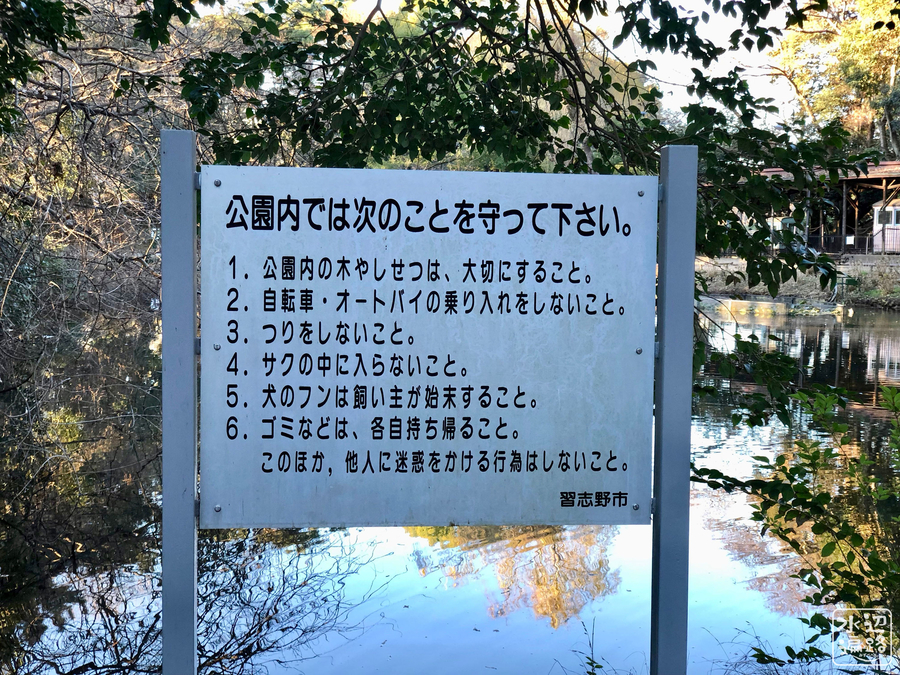 公園内では次のことを守って下さい。
1. 公園内の木やしせつは、大切にすること。
2. 自転車・オートバイの乗り入れをしないこと。
3. つりをしないこと。
4. サクの中に入らないこと。
5. 犬のフンは飼い主が始末すること。
6. ゴミなどは、各自持ち帰ること。
このほか, 他人に迷惑をかける行為はしないこと。
習志野市
水辺